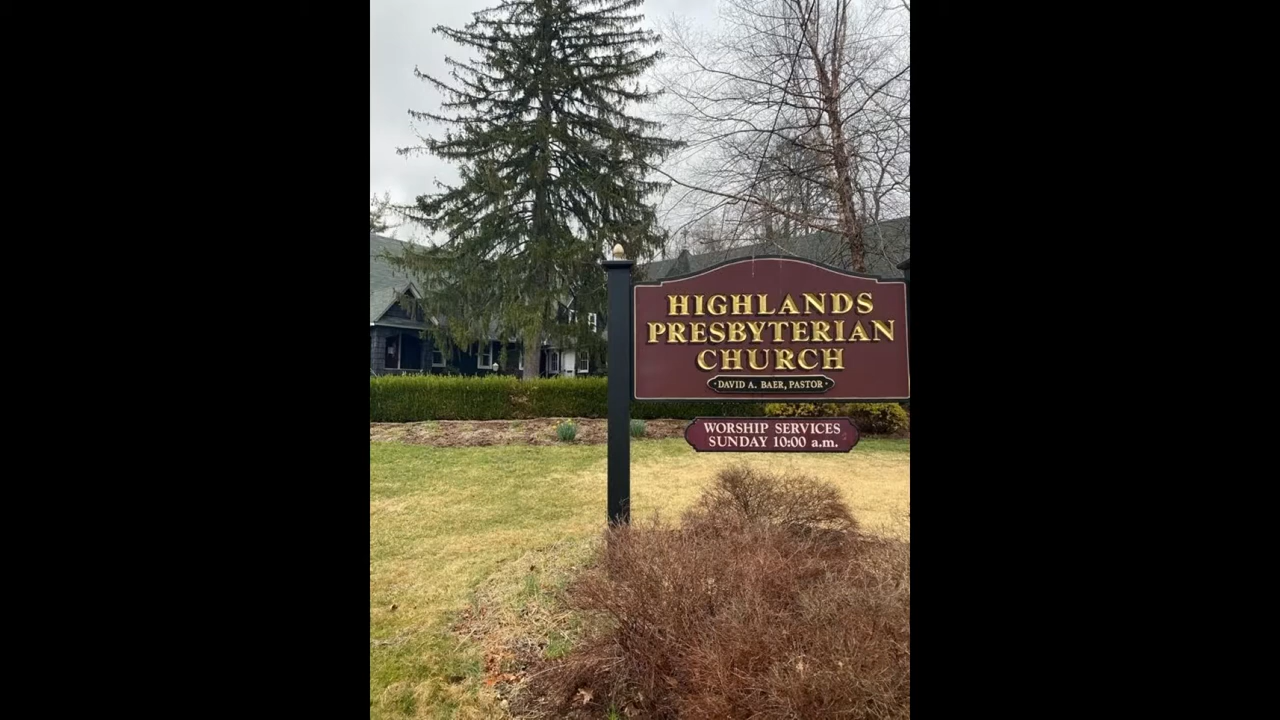 HIGHLANDS
PRESBYTERIAN
CHURCH
•DAVID A. BAER, PASTOR•
WORSHIP SERVICES
SUNDAY 10:00 a.m.